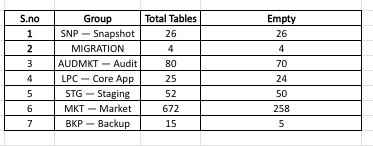 S.no Group Total Tables Empty
1 SNP — Snapshot 26 26
2 MIGRATION 4 4
3 AUDMKT — Audit 80 70
4 LPC — Core App 25 24
5 STG — Staging 52 50
6 MKT — Market 672 258
7 BKP — Backup 15 5